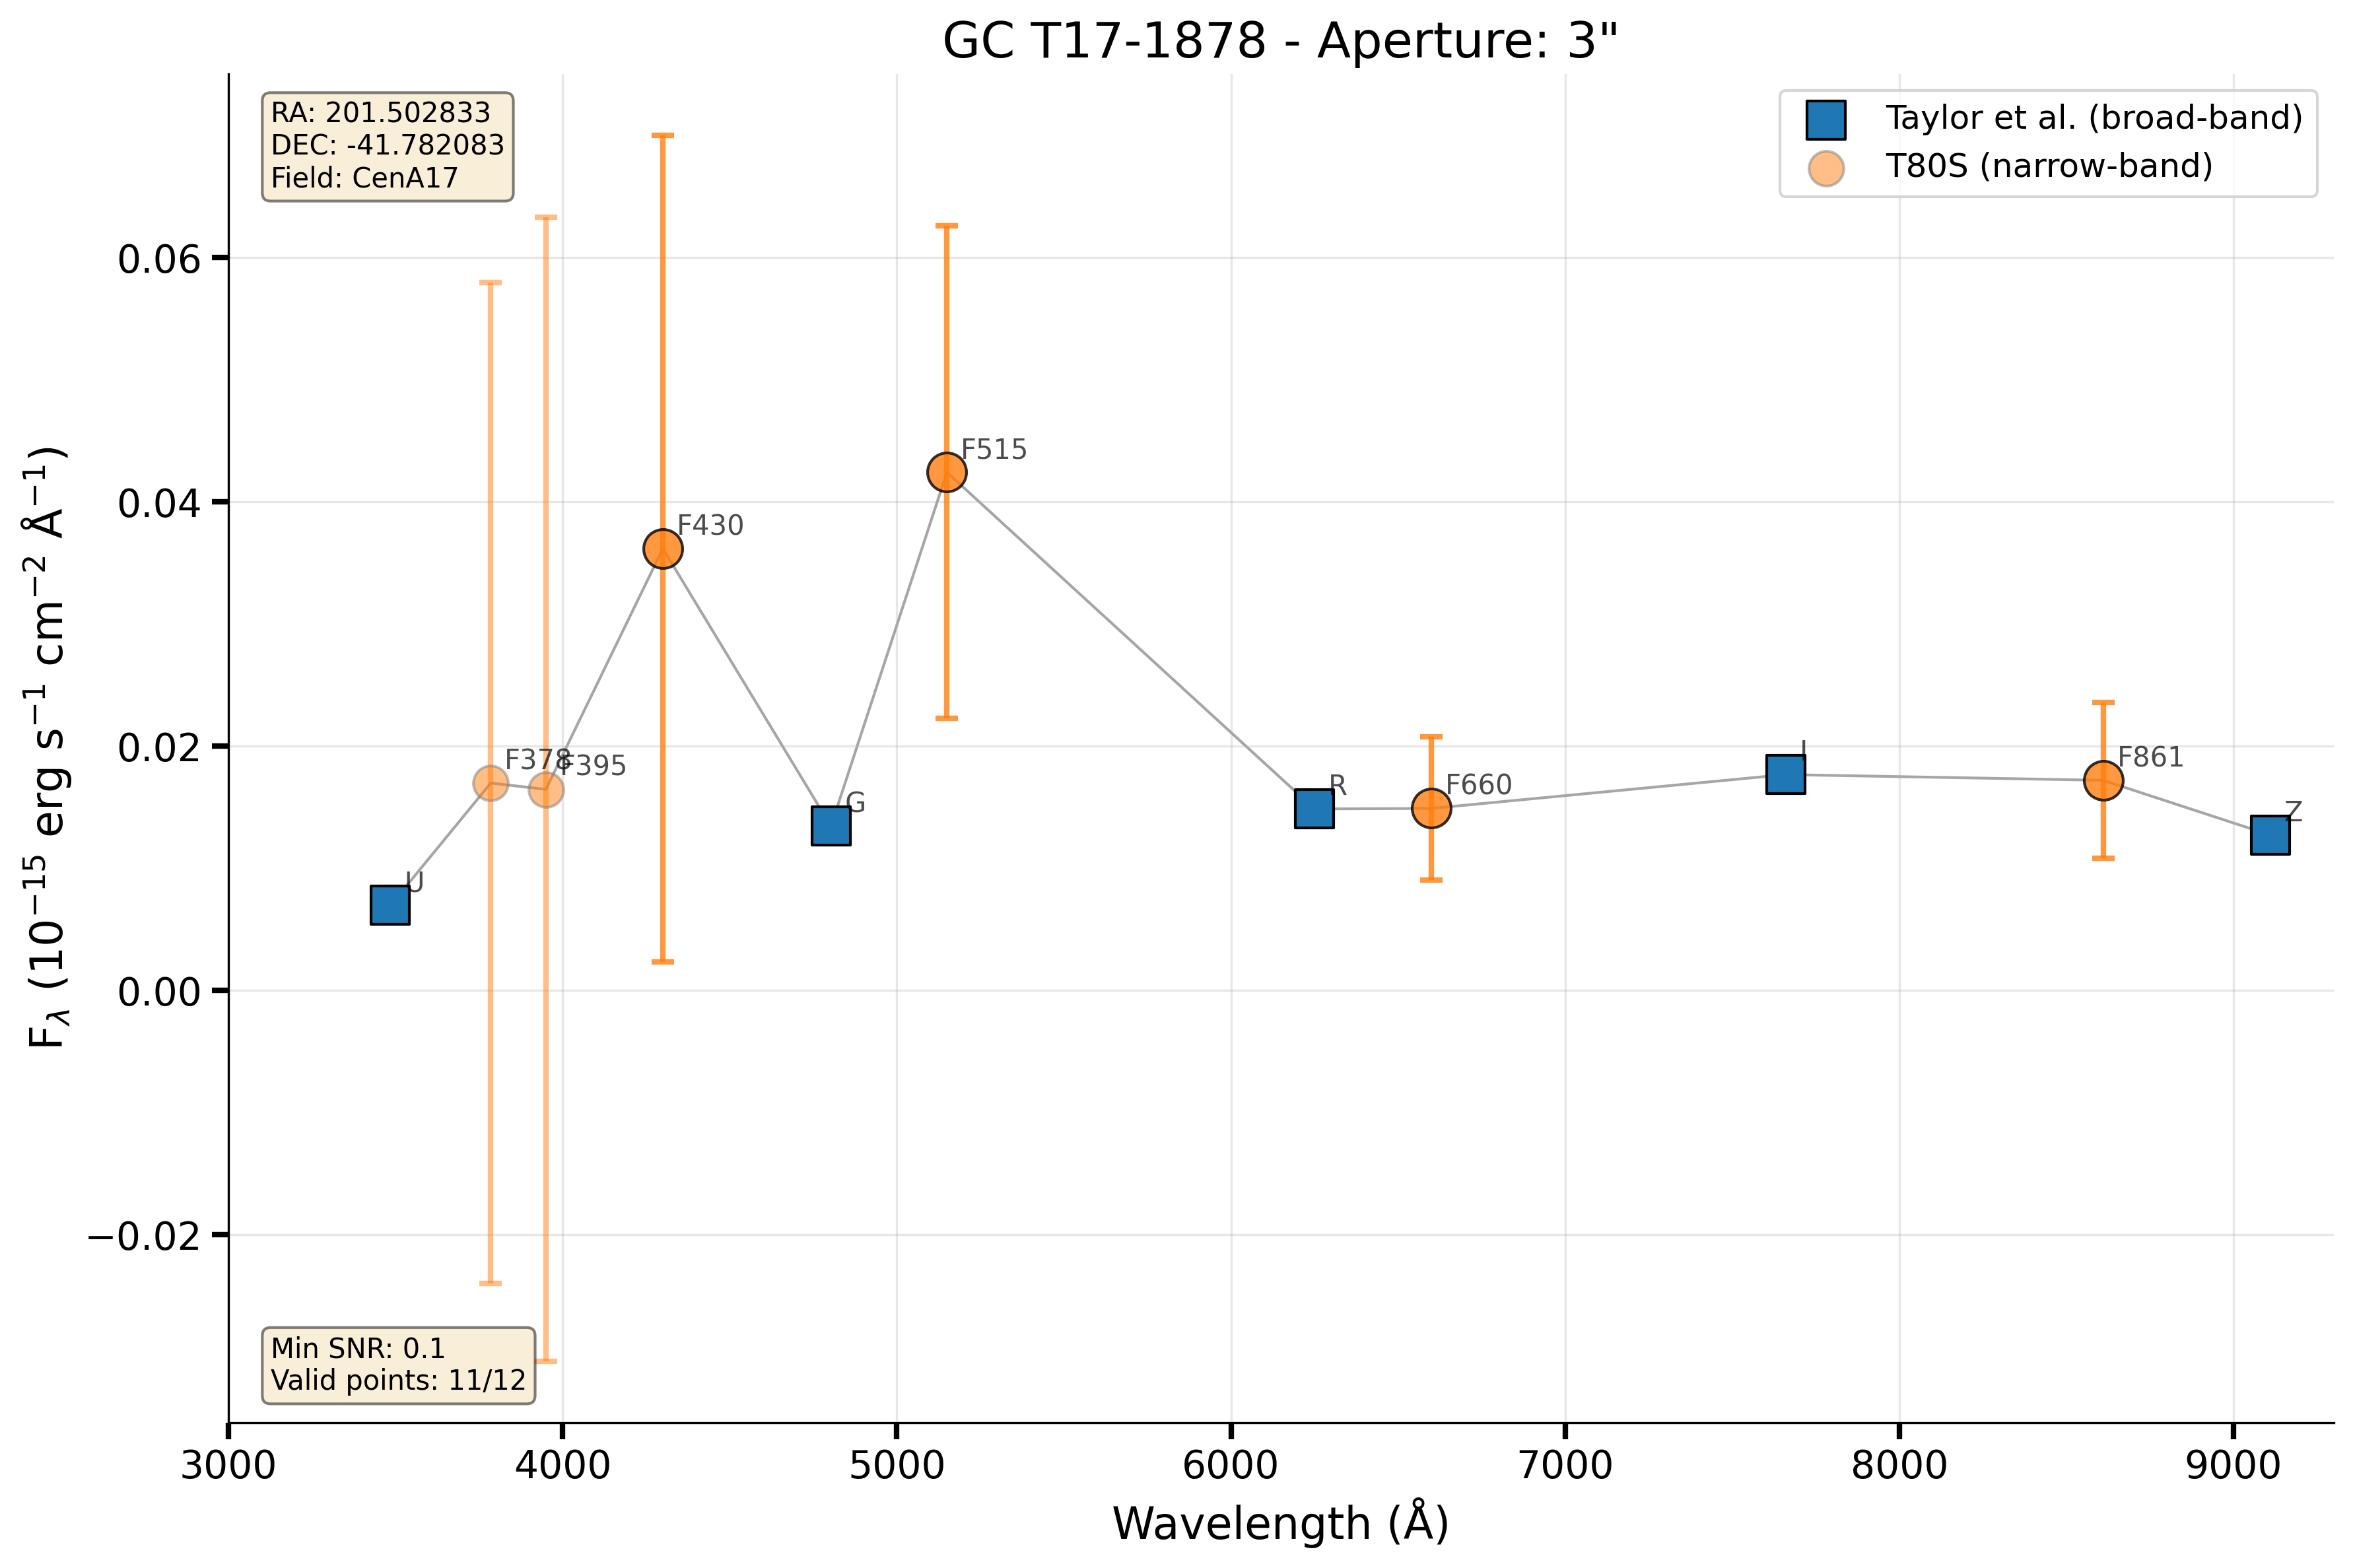 GC T17-1878 - Aperture: 3"
RA: 201.502833
DEC: -41.782083
Field: CenA17
Taylor et al. (broad-band)
T80S (narrow-band)
F_λ (10⁻¹⁵ erg s⁻¹ cm⁻² Å⁻¹)
0.06
0.04
0.02
0.00
−0.02
U
F378
F395
F430
G
F515
R
F660
I
F861
Z
Min SNR: 0.1
Valid points: 11/12
3000
4000
5000
6000
7000
8000
9000
Wavelength (Å)